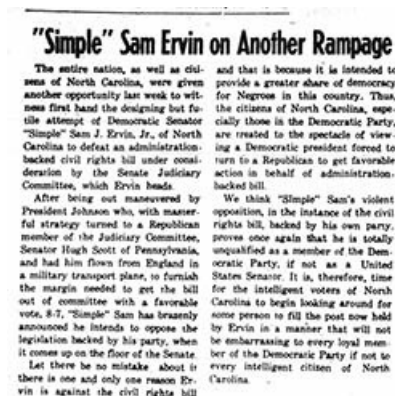 "Simple" Sam Ervin on Another Rampage
The entire nation, as well as citi-
zens of North Carolina, were given
another opportunity last week to wit-
ness first hand the designing but fu-
tile attempt of Democratic Senator
"Simple" Sam J. Ervin, Jr., of North
Carolina to defeat an administration-
backed civil rights bill under consi-
deration by the Senate Judiciary
Committee, which Ervin heads.
After being out maneuvered by
President Johnson who, with master-
ful strategy turned to a Republican
member of the Judiciary Committee,
Senator Hugh Scott of Pennsylvania,
and had him flown from England in
a military transport plane, to furnish
the margin needed to get the bill
out of committee with a favorable
vote, 8-7, "Simple" Sam has brazenly
announced he intends to oppose the
legislation backed by his party, when
it comes up on the floor of the Senate.
Let there be no mistake about it
there is one and only one reason Er-
vin is against the civil rights bill
and that is because it is intended to
provide a greater share of democracy
for Negroes in this country. Thus,
the citizens of North Carolina, espe-
cially those in the Democratic Party,
are treated to the spectacle of view-
ing a Democratic president forced to
turn to a Republican to get favorable
action in behalf of administration-
backed bill.
We think "SImple" Sam's violent
opposition, in the instance of the civil
rights bill, backed by his own party,
proves once again that he is totally
unqualified as a member of the Dem-
ocratic Party, if not as a United
States Senator. It is, therefore, time
for the intelligent voters of North
Carolina to begin looking around for
some person to fill the post now held
by Ervin in a manner that will not
be embarrassing to every loyal mem-
ber of the Democratic Party if not to
every intelligent citizen of North
Carolina.